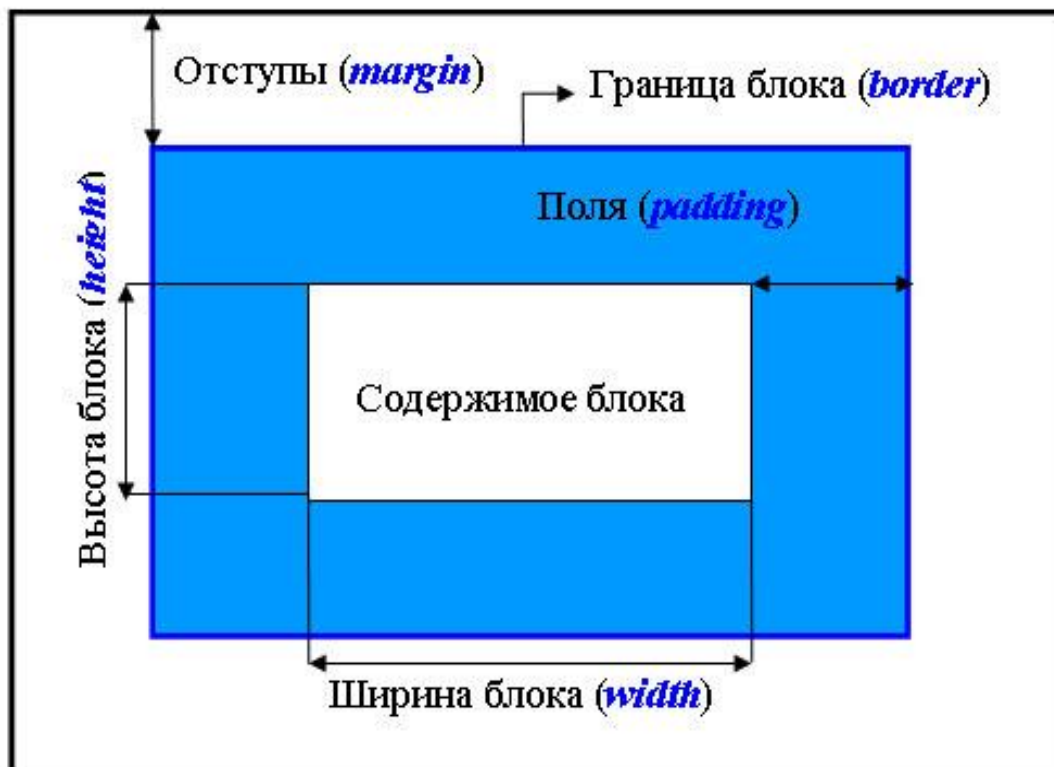 Отступы (margin)
Граница блока (border)
Поля (padding)
Высота блока (height)
Содержимое блока
Ширина блока (width)